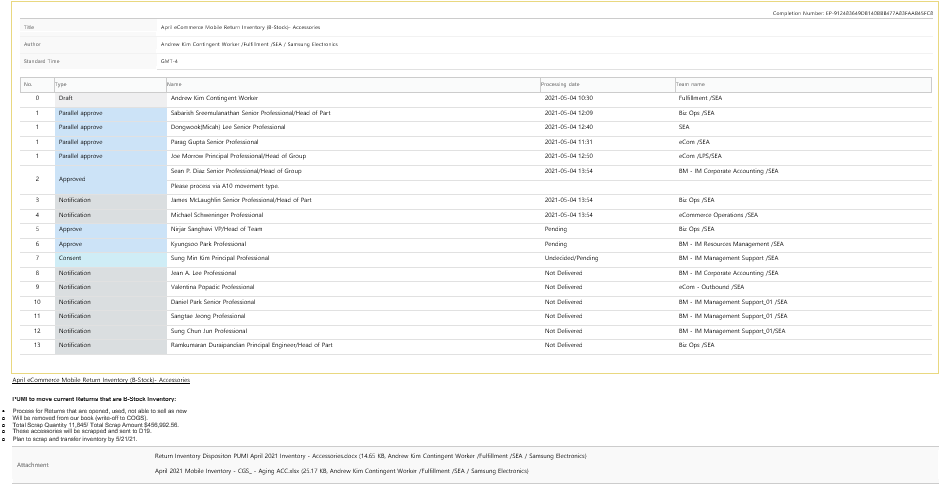 Completion Number: EP-912483649DB140BBB477A83FAAB45FC8
Title April eCommerce Mobile Return Inventory (B-Stock)- Accessories
Author Andrew Kim Contingent Worker /Fulfillment /SEA / Samsung Electronics
Standard Time GMT-4
No. Type Name Processing date Team name
0 Draft Andrew Kim Contingent Worker 2021-05-04 10:30 Fulfillment /SEA
1 Parallel approve Sabarish Sreemulanathan Senior Professional/Head of Part 2021-05-04 12:09 Biz Ops /SEA
1 Parallel approve Dongwook(Micah) Lee Senior Professional 2021-05-04 12:40 SEA
1 Parallel approve Parag Gupta Senior Professional 2021-05-04 11:31 eCom /SEA
1 Parallel approve Joe Morrow Principal Professional/Head of Group 2021-05-04 12:50 eCom /LPS/SEA
2 Approved Sean P. Diaz Senior Professional/Head of Group 2021-05-04 13:54 BM - IM Corporate Accounting /SEA
Please process via A10 movement type.
3 Notification James McLaughlin Senior Professional/Head of Part 2021-05-04 13:54 Biz Ops /SEA
4 Notification Michael Schweninger Professional 2021-05-04 13:54 eCommerce Operations /SEA
5 Approve Nirjar Sanghavi VP/Head of Team Pending Biz Ops /SEA
6 Approve Kyungsoo Park Professional Pending BM - IM Resources Management /SEA
7 Consent Sung Min Kim Principal Professional Undecided/Pending BM - IM Management Support /SEA
8 Notification Jean A. Lee Professional Not Delivered BM - IM Corporate Accounting /SEA
9 Notification Valentina Popadic Professional Not Delivered eCom - Outbound /SEA
10 Notification Daniel Park Senior Professional Not Delivered BM - IM Management Support_01 /SEA
11 Notification Sangtae Jeong Professional Not Delivered BM - IM Management Support_01 /SEA
12 Notification Sung Chun Jun Professional Not Delivered BM - IM Management Support_01/SEA
13 Notification Ramkumaran Duraipandian Principal Engineer/Head of Part Not Delivered Biz Ops /SEA
April eCommerce Mobile Return Inventory (B-Stock)- Accessories
PUMI to move current Returns that are B-Stock Inventory:
Process for Returns that are opened, used, not able to sell as new
Will be removed from our book (write-off to COGS).
Total Scrap Quantity 11,845/ Total Scrap Amount $456,992.56.
These accessories will be scrapped and sent to D19.
Plan to scrap and transfer inventory by 5/21/21.
Attachment Return Inventory Dispositon PUMI April 2021 Inventory - Accessories.docx (14.65 KB, Andrew Kim Contingent Worker /Fulfillment /SEA / Samsung Electronics)
April 2021 Mobile Inventory - CGS_ - Aging ACC.xlsx (25.17 KB, Andrew Kim Contingent Worker /Fulfillment /SEA / Samsung Electronics)